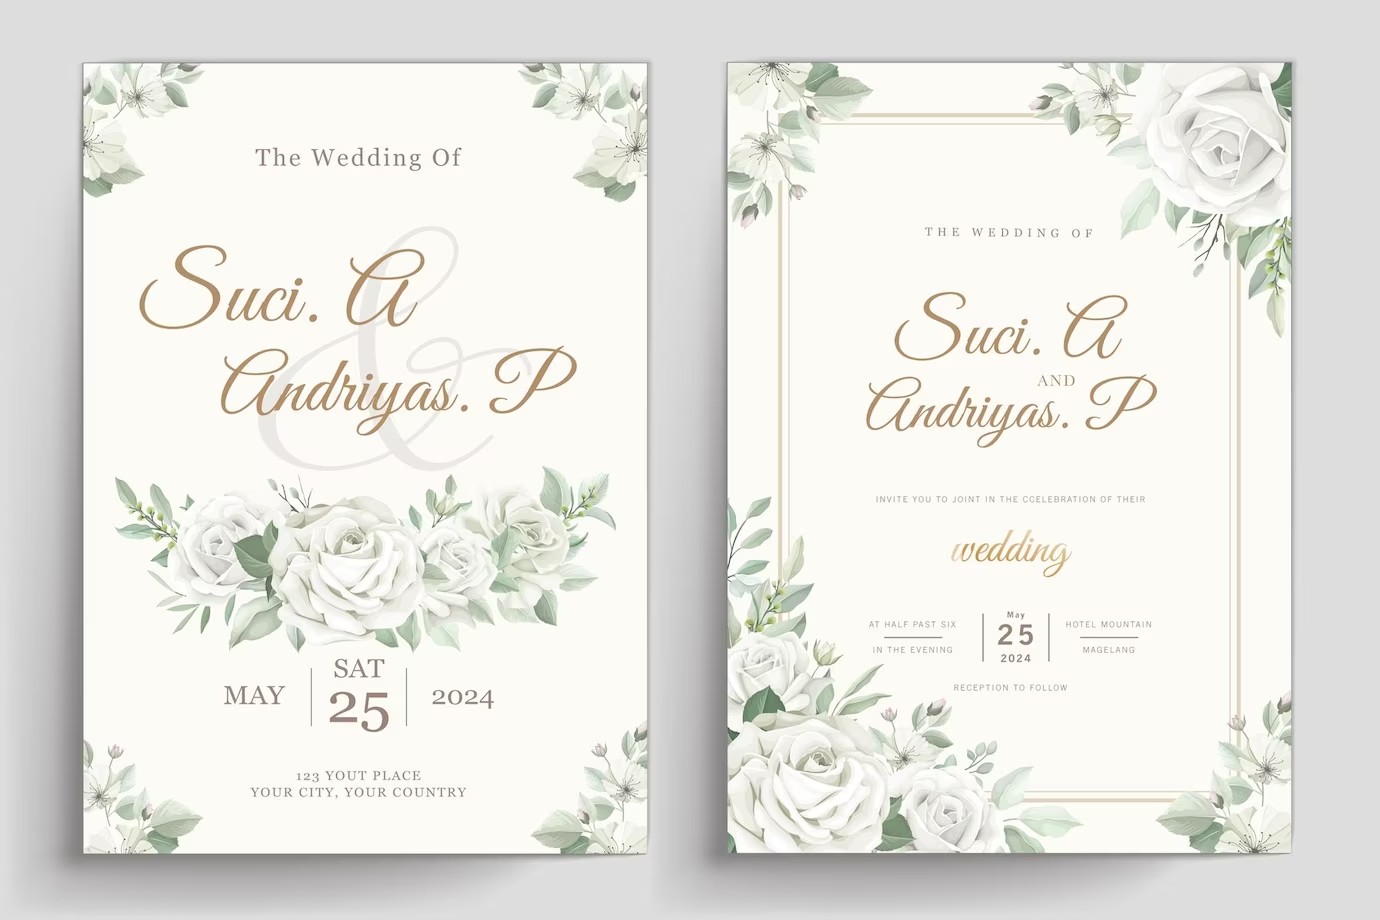 The Wedding Of
&
Suci. A
Andriyas. P
MAY
SAT
25
2024
123 YOUT PLACE
YOUR CITY, YOUR COUNTRY
THE WEDDING OF
Suci. A
AND
Andriyas. P
INVITE YOU TO JOINT IN THE CCELEBRATION OF THEIR
wedding
AT HALF PAST SIX
IN THE EVENING
May
25
2024
HOTEL MOUNTAIN
MAGELANG
RECEPTION TO FOLLOW